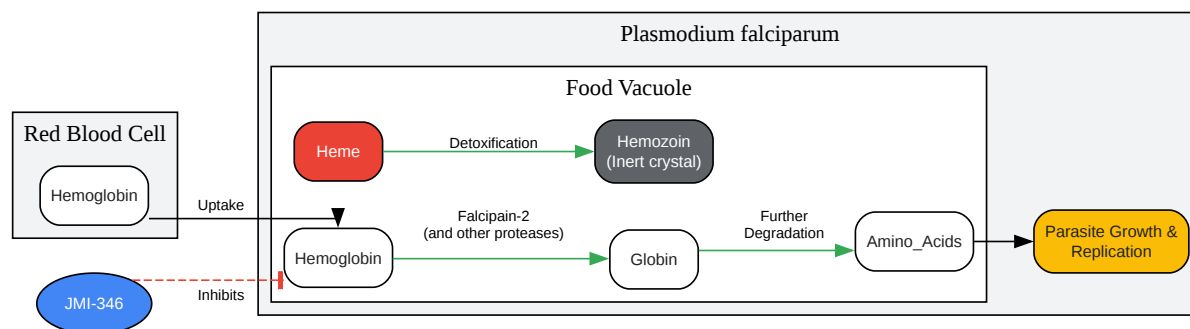 Plasmodium falciparum
Food Vacuole
Red Blood Cell
Hemoglobin
Uptake
Heme
Detoxification
Hemozoin
(Inert crystal)
Hemoglobin
Falcipain-2
(and other proteases)
Globin
Further
Degradation
Amino_Acids
Parasite Growth &
Replication
JMI-346
Inhibits